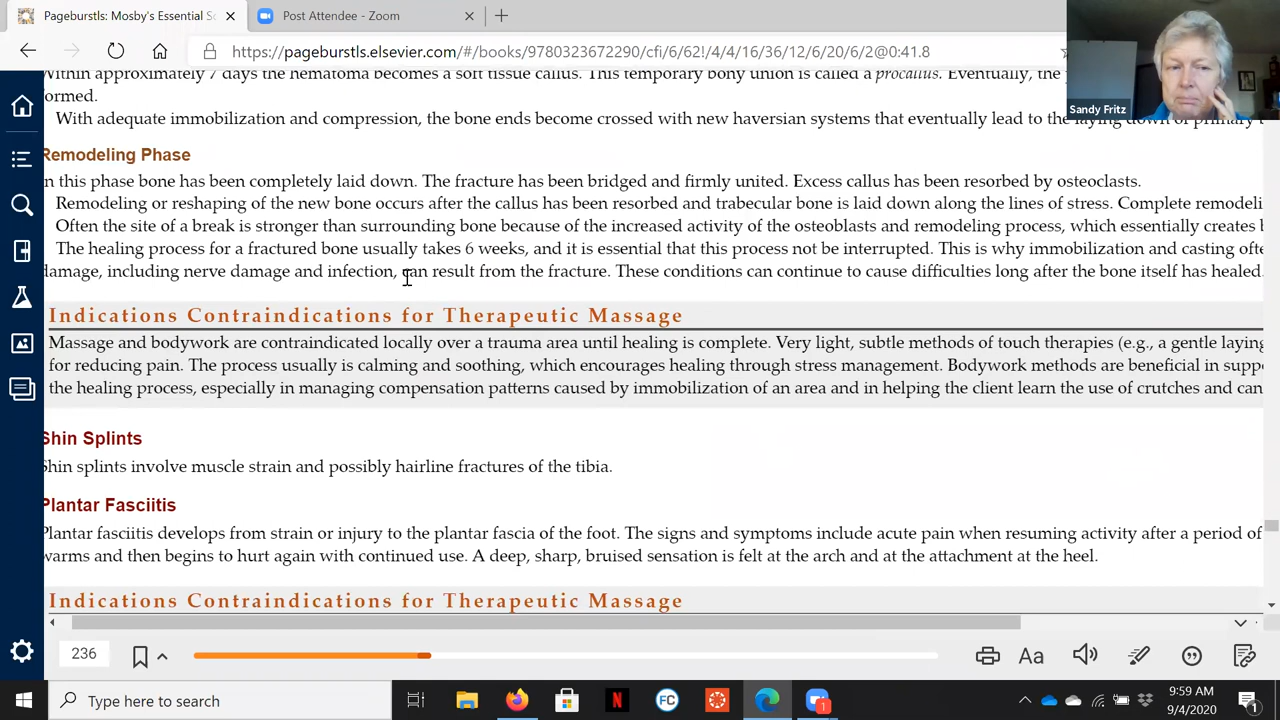 Pageburstls: Mosby's Essential Sc
Post Attendee - Zoom
https://pageburstls.elsevier.com/#/books/9780323672290/cfi/6/62!/4/4/16/36/12/6/20/6/2@0:41.8
Sandy Fritz
Within approximately 7 days the hematoma becomes a soft tissue callus. This temporary bony union is called a procallus. Eventually, the
ormed.
With adequate immobilization and compression, the bone ends become crossed with new haversian systems that eventually lead to the laying down of primary
Remodeling Phase
n this phase bone has been completely laid down. The fracture has been bridged and firmly united. Excess callus has been resorbed by osteoclasts.
Remodeling or reshaping of the new bone occurs after the callus has been resorbed and trabecular bone is laid down along the lines of stress. Complete remodeli
Often the site of a break is stronger than surrounding bone because of the increased activity of the osteoblasts and remodeling process, which essentially creates
The healing process for a fractured bone usually takes 6 weeks, and it is essential that this process not be interrupted. This is why immobilization and casting ofte
damage, including nerve damage and infection, can result from the fracture. These conditions can continue to cause difficulties long after the bone itself has healed.
Indications Contraindications for Therapeutic Massage
Massage and bodywork are contraindicated locally over a trauma area until healing is complete. Very light, subtle methods of touch therapies (e.g., a gentle laying
for reducing pain. The process usually is calming and soothing, which encourages healing through stress management. Bodywork methods are beneficial in supp
the healing process, especially in managing compensation patterns caused by immobilization of an area and in helping the client learn the use of crutches and can
Shin Splints
Shin splints involve muscle strain and possibly hairline fractures of the tibia.
Plantar Fasciitis
Plantar fasciitis develops from strain or injury to the plantar fascia of the foot. The signs and symptoms include acute pain when resuming activity after a period of
warms and then begins to hurt again with continued use. A deep, sharp, bruised sensation is felt at the arch and at the attachment at the heel.
Indications Contraindications for Therapeutic Massage
236
Aa
Type here to search
N
FC
1
9:59 AM
9/4/2020
1